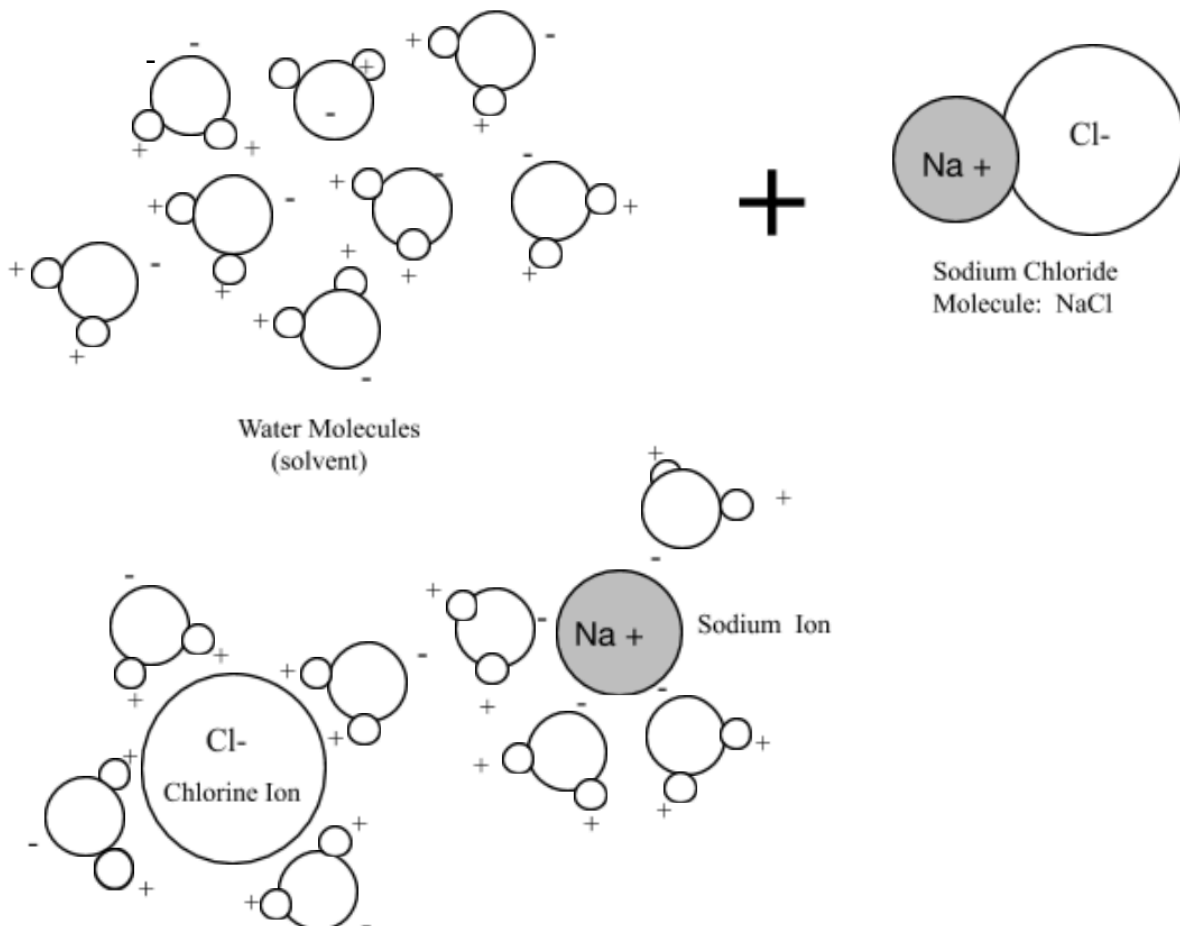 Na +
Cl-
Sodium Chloride
Molecule: NaCl
Water Molecules
(solvent)
Na +
Sodium Ion
Cl-
Chlorine Ion